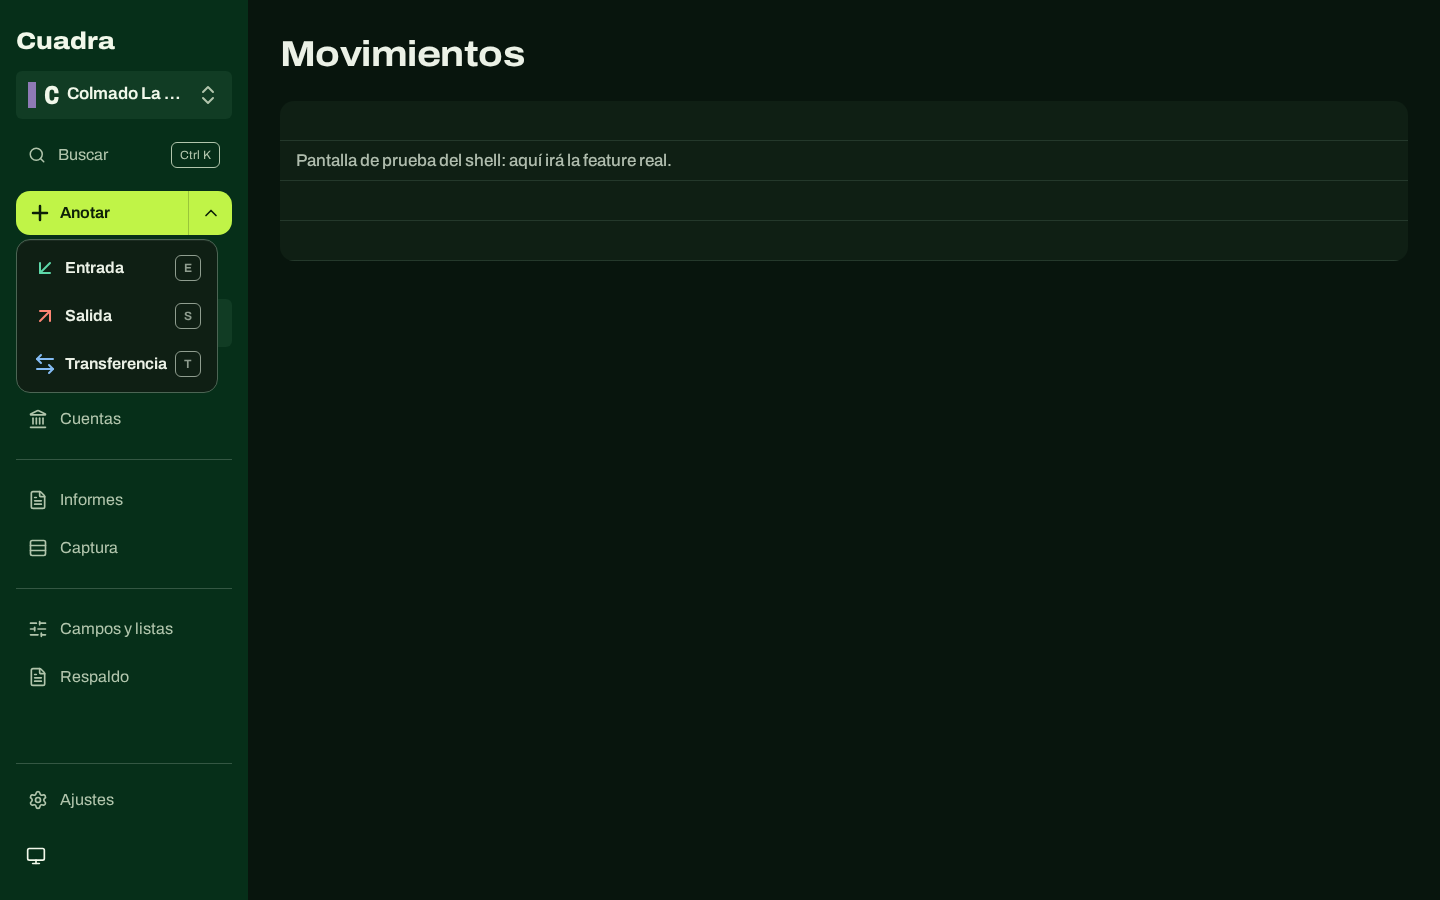 Cuadra
C Colmado La ...
Buscar Ctrl K
Anotar
Entrada E
Salida S
Transferencia T
Cuentas
Informes
Captura
Campos y listas
Respaldo
Ajustes
Movimientos
Pantalla de prueba del shell: aquí irá la feature real.